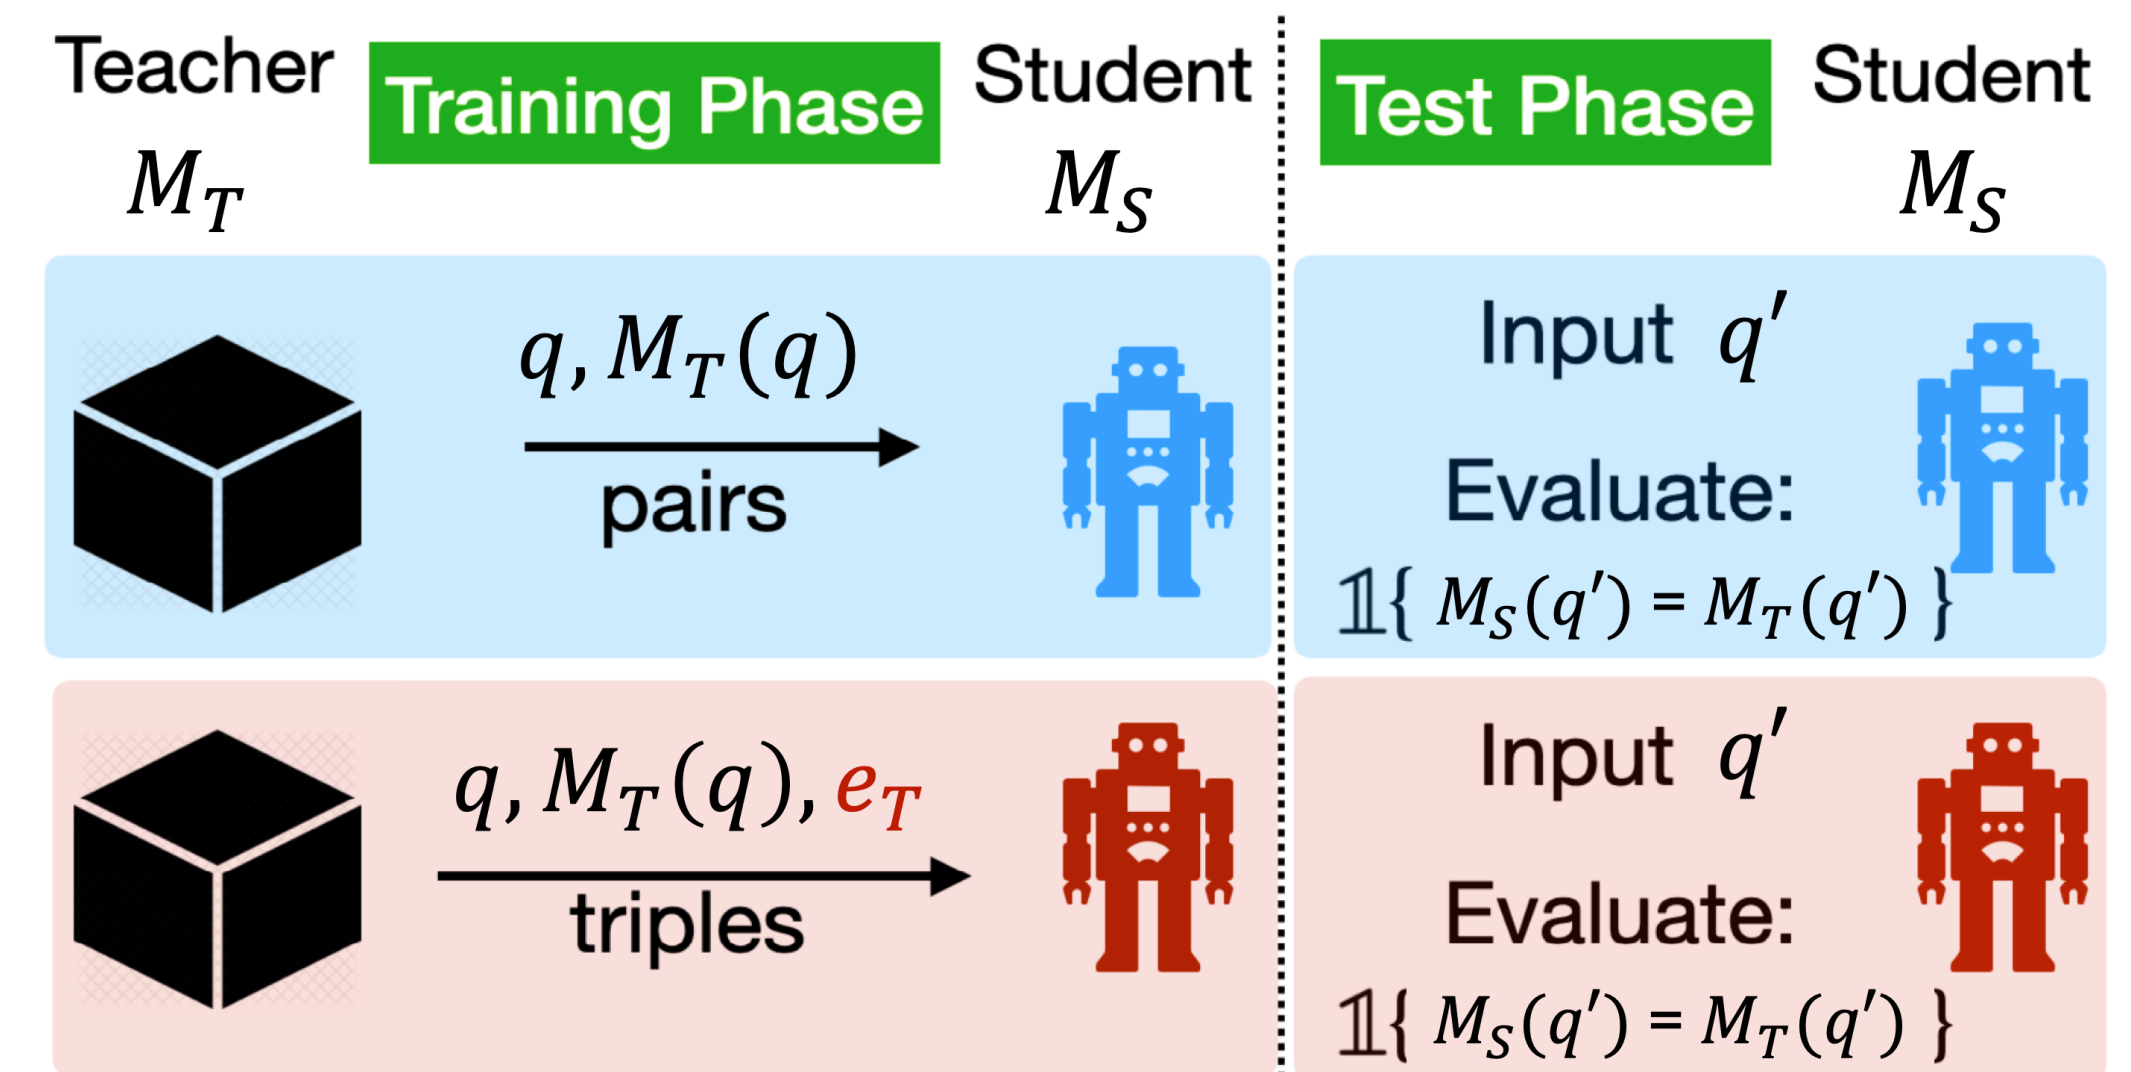 Teacher Training Phase Student Test Phase Student
M_T M_S M_S
q, M_T(q)
pairs
Input q′
Evaluate:
𝟙{ M_S(q′) = M_T(q′) }
q, M_T(q), e_T
triples
Input q′
Evaluate:
𝟙{ M_S(q′) = M_T(q′) }